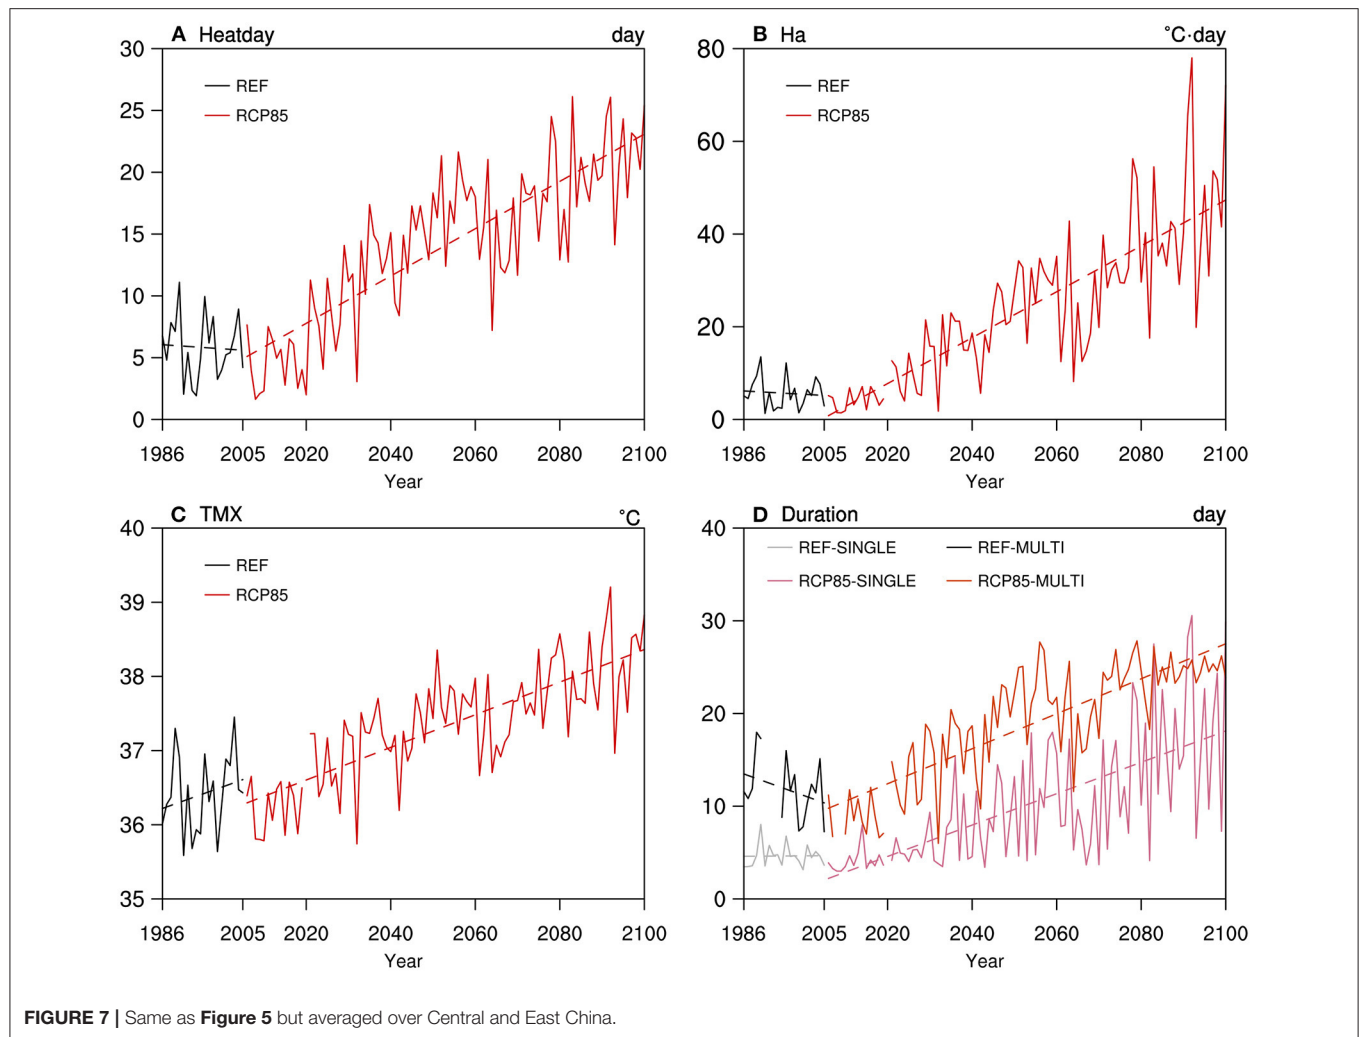 A Heatday day
30
25
20
15
10
5
0
REF
RCP85
1986 2005 2020 2040 2060 2080 2100
Year
B Ha °C·day
80
60
40
20
0
REF
RCP85
1986 2005 2020 2040 2060 2080 2100
Year
C TMX °C
40
39
38
37
36
35
REF
RCP85
1986 2005 2020 2040 2060 2080 2100
Year
D Duration day
40
30
20
10
0
REF-SINGLE REF-MULTI
RCP85-SINGLE RCP85-MULTI
1986 2005 2020 2040 2060 2080 2100
Year
FIGURE 7 | Same as Figure 5 but averaged over Central and East China.